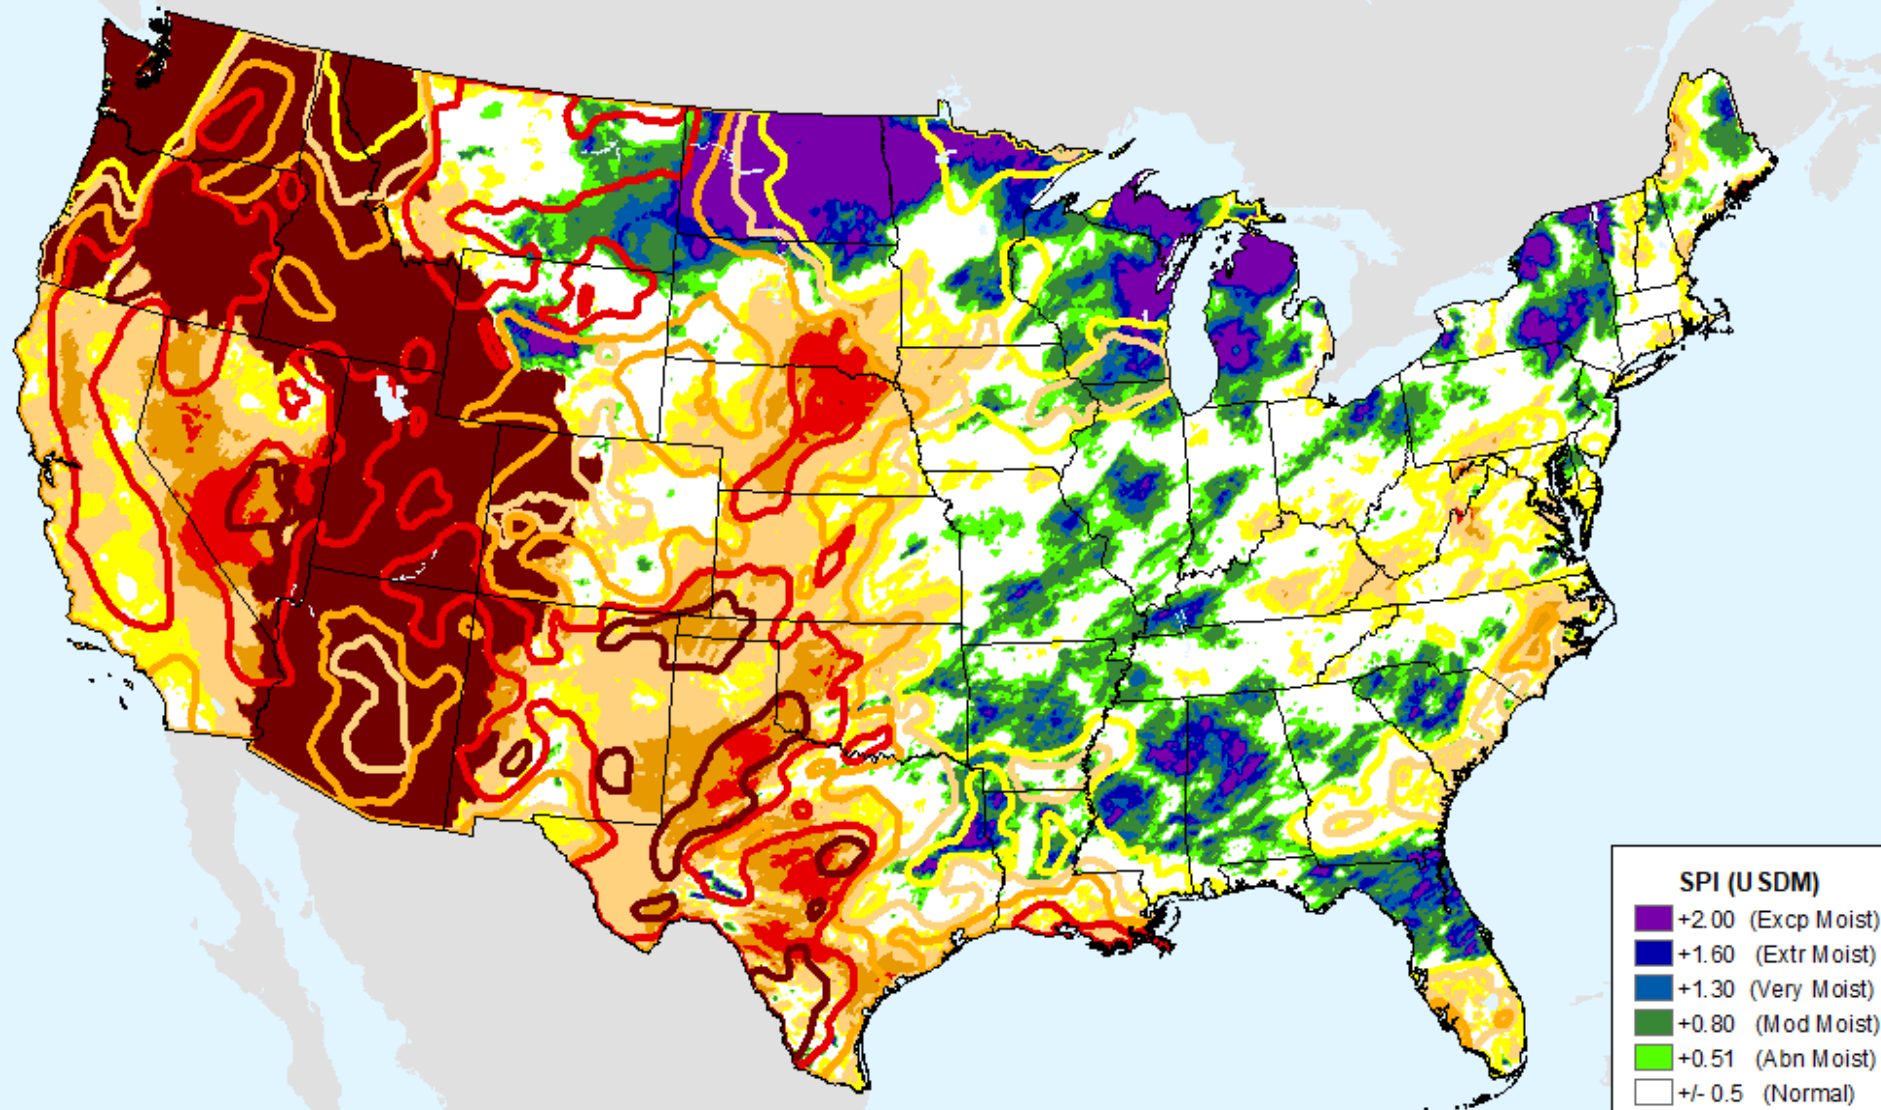 SPI (USDM)
+2.00 (Excp Moist)
+1.60 (Extr Moist)
+1.30 (Very Moist)
+0.80 (Mod Moist)
+0.51 (Abn Moist)
+/- 0.5 (Normal)